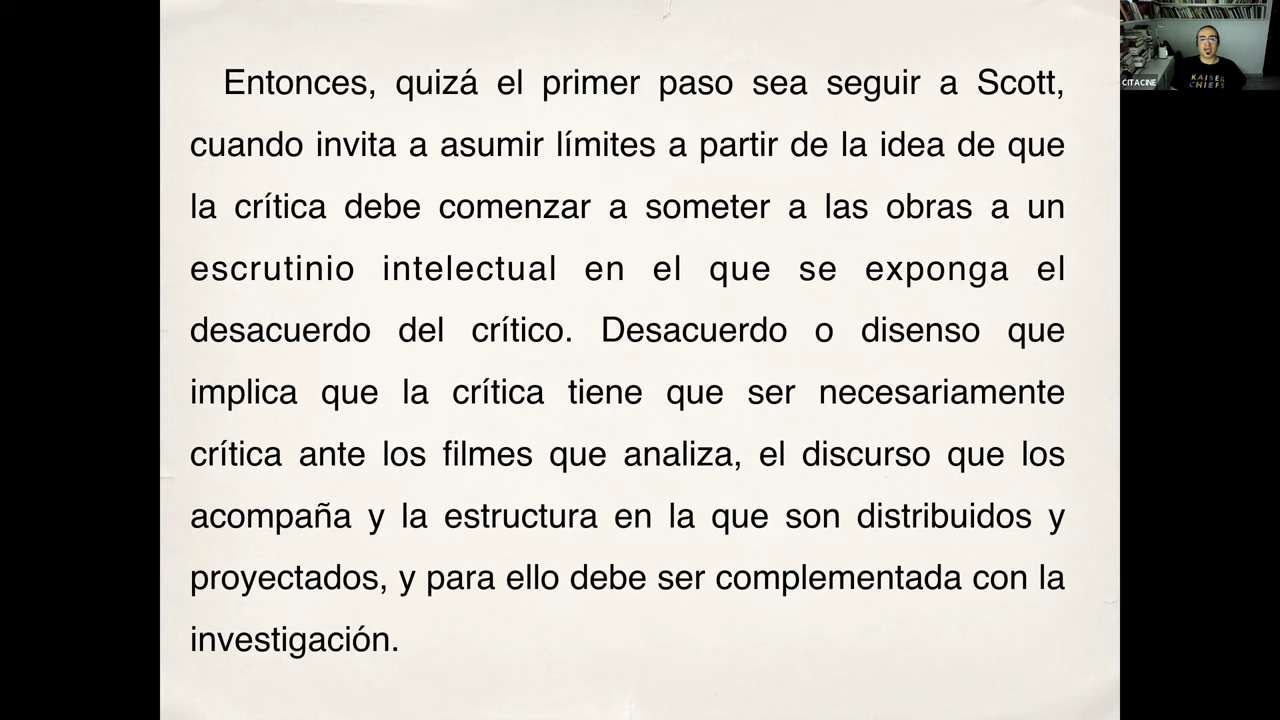 Entonces, quizá el primer paso sea seguir a Scott,
cuando invita a asumir límites a partir de la idea de que
la crítica debe comenzar a someter a las obras a un
escrutinio intelectual en el que se exponga el
desacuerdo del crítico. Desacuerdo o disenso que
implica que la crítica tiene que ser necesariamente
crítica ante los filmes que analiza, el discurso que los
acompaña y la estructura en la que son distribuidos y
proyectados, y para ello debe ser complementada con la
investigación.
CITACINE
KAISER
CHIEFS